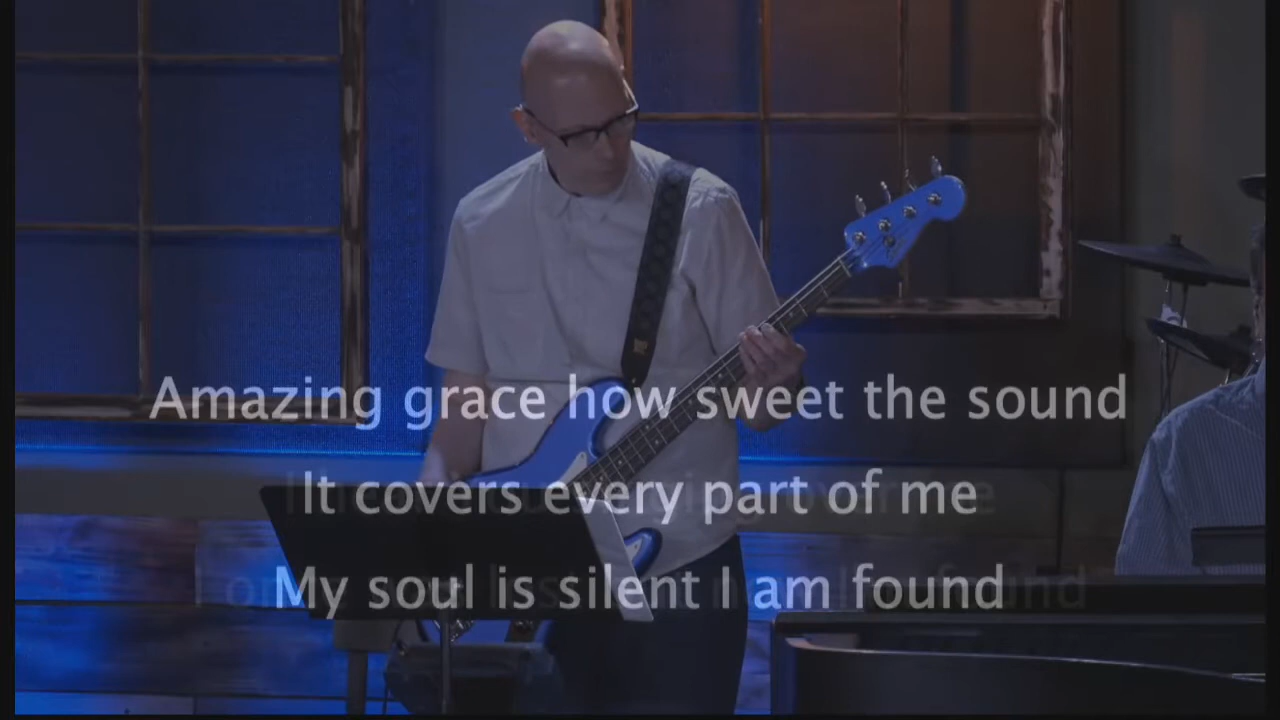 Amazing grace how sweet the sound
It covers every part of me
My soul is silent I am found